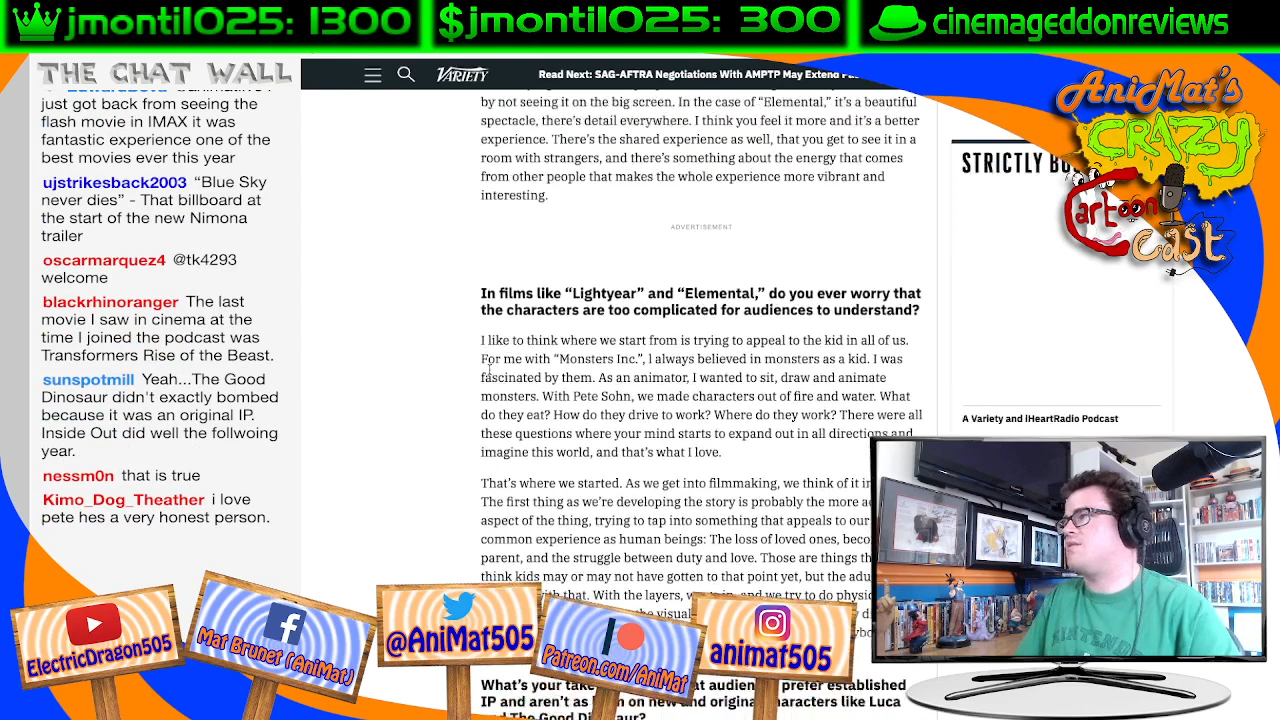 jmonti1025: 1300
$jmonti1025: 300
cinemageddonreviews
THE CHAT WALL
just got back from seeing the
flash movie in IMAX it was
fantastic experience one of the
best movies ever this year
ujstrikesback2003 “Blue Sky
never dies” - That billboard at
the start of the new Nimona
trailer
oscarmarquez4 @tk4293
welcome
blackrhinoranger The last
movie I saw in cinema at the
time I joined the podcast was
Transformers Rise of the Beast.
sunspotmill Yeah...The Good
Dinosaur didn't exactly bombed
because it was an original IP.
Inside Out did well the follwoing
year.
nessm0n that is true
Kimo_Dog_Theather i love
pete hes a very honest person.
VARIETY
Read Next: SAG-AFTRA Negotiations With AMPTP May Extend
by not seeing it on the big screen. In the case of “Elemental,” it’s a beautiful
spectacle, there’s detail everywhere. I think you feel it more and it’s a better
experience. There’s the shared experience as well, that you get to see it in a
room with strangers, and there’s something about the energy that comes
from other people that makes the whole experience more vibrant and
interesting.
ADVERTISEMENT
In films like “Lightyear” and “Elemental,” do you ever worry that
the characters are too complicated for audiences to understand?
I like to think where we start from is trying to appeal to the kid in all of us.
For me with “Monsters Inc.”, I always believed in monsters as a kid. I was
fascinated by them. As an animator, I wanted to sit, draw and animate
monsters. With Pete Sohn, we made characters out of fire and water. What
do they eat? How do they drive to work? Where do they work? There were all
these questions where your mind starts to expand out in all directions and
imagine this world, and that’s what I love.
That’s where we started. As we get into filmmaking, we think of it in
The first thing as we’re developing the story is probably the more
aspect of the thing, trying to tap into something that appeals to our
common experience as human beings: The loss of loved ones,
parent, and the struggle between duty and love. Those are things
think kids may or may not have gotten to that point yet, but the
with that. With the layers, we try to do
the visual
What’s your take audiences prefer established
IP and aren’t as on new and original characters like Luca
and The Good Dinosaur?
STRICTLY
A Variety and iHeartRadio Podcast
AniMat's
CRAZY
Cartoon
Cast
NINTENDO
ElectricDragon505
Mat Brunet (AniMat)
@AniMat505
Patreon.com/AniMat
animat505